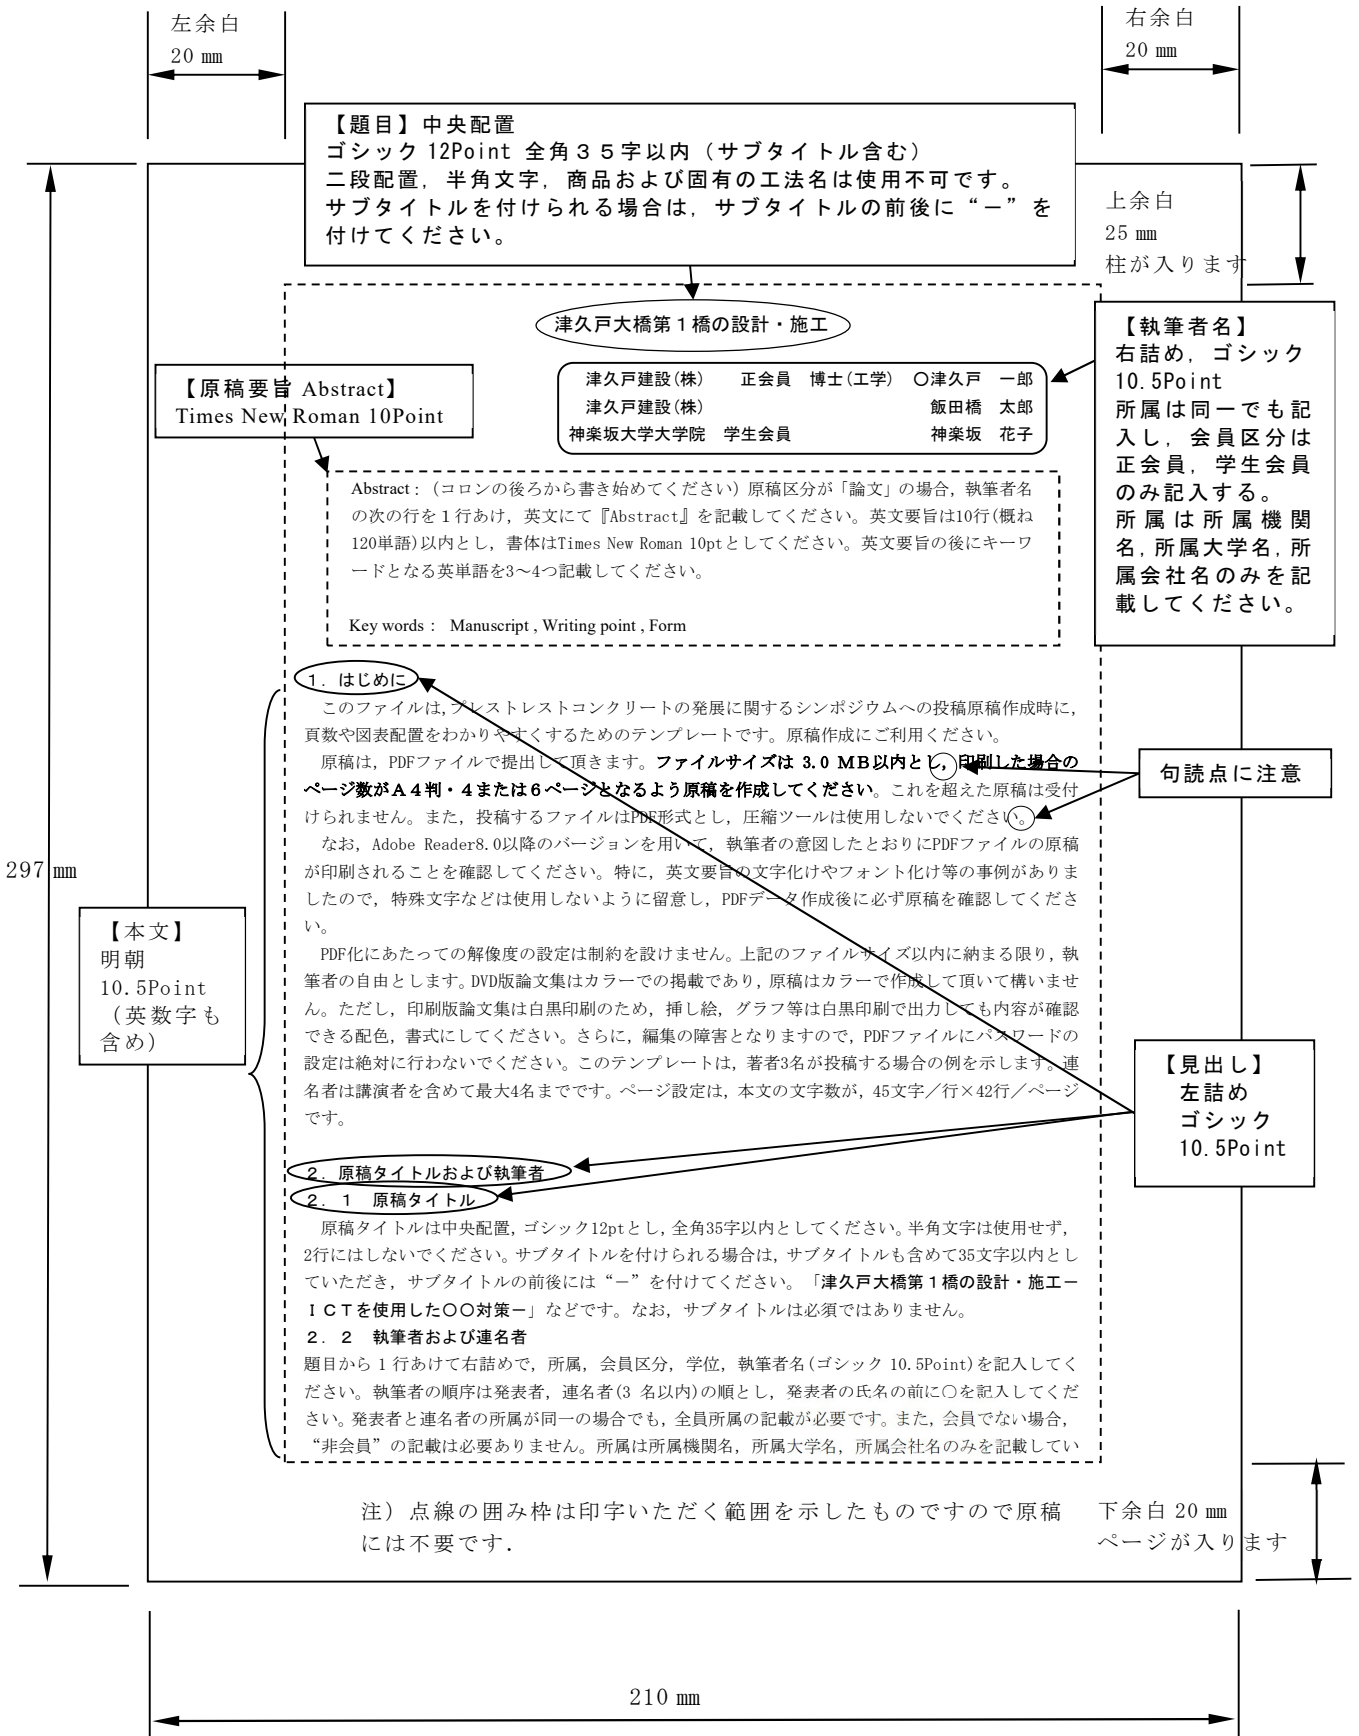 左余白
20 ㎜
右余白
20 ㎜
【題目】中央配置
ゴシック 12Point 全角３５字以内（サブタイトル含む）
二段配置，半角文字，商品および固有の工法名は使用不可です。
サブタイトルを付けられる場合は，サブタイトルの前後に“－”を
付けてください。
上余白
25 ㎜
柱が入ります
津久戸大橋第１橋の設計・施工
【執筆者名】
右詰め，ゴシック
10.5Point
所属は同一でも記
入し，会員区分は
正会員，学生会員
のみ記入する。
所属は所属機関
名，所属大学名，所
属会社名のみを記
載してください。
津久戸建設(株)　正会員　博士(工学)　○津久戸　一郎
津久戸建設(株)　飯田橋　太郎
神楽坂大学大学院　学生会員　神楽坂　花子
【原稿要旨 Abstract】
Times New Roman 10Point
Abstract：（コロンの後ろから書き始めてください）原稿区分が「論文」の場合，執筆者名
の次の行を１行あけ，英文にて『Abstract』を記載してください。英文要旨は10行(概ね
120単語)以内とし，書体はTimes New Roman 10ptとしてください。英文要旨の後にキーワ
ードとなる英単語を3～4つ記載してください。
Key words： Manuscript , Writing point , Form
１．はじめに
このファイルは，プレストレストコンクリートの発展に関するシンポジウムへの投稿原稿作成時に，
頁数や図表配置をわかりやすくするためのテンプレートです。原稿作成にご利用ください。
原稿は，PDFファイルで提出して頂きます。ファイルサイズは 3.0 ＭＢ以内とし，印刷した場合の
ページ数がＡ４判・４または６ページとなるよう原稿を作成してください。これを超えた原稿は受付
けられません。また，投稿するファイルはPDF形式とし，圧縮ツールは使用しないでください。
句読点に注意
なお，Adobe Reader8.0以降のバージョンを用いて，執筆者の意図したとおりにPDFファイルの原稿
が印刷されることを確認してください。特に，英文要旨の文字化けやフォント化け等の事例がありま
したので，特殊文字などは使用しないように留意し，PDFデータ作成後に必ず原稿を確認してくださ
い。
297 ㎜
【本文】
明朝
10.5Point
（英数字も
含め）
PDF化にあたっての解像度の設定は制約を設けません。上記のファイルサイズ以内に納まる限り，執
筆者の自由とします。DVD版論文集はカラーでの掲載であり，原稿はカラーで作成して頂いて構いませ
ん。ただし，印刷版論文集は白黒印刷のため，挿し絵，グラフ等は白黒印刷で出力しても内容が確認
できる配色，書式にしてください。さらに，編集の障害となりますので，PDFファイルにパスワードの
設定は絶対に行わないでください。このテンプレートは，著者3名が投稿する場合の例を示します。連
名者は講演者を含めて最大4名までです。ページ設定は，本文の文字数が，45文字／行×42行／ページ
です。
【見出し】
左詰め
ゴシック
10.5Point
２．原稿タイトルおよび執筆者
２．１　原稿タイトル
原稿タイトルは中央配置，ゴシック12ptとし，全角35字以内としてください。半角文字は使用せず，
2行にはしないでください。サブタイトルを付けられる場合は，サブタイトルも含めて35文字以内とし
ていただき，サブタイトルの前後には“－”を付けてください。「津久戸大橋第１橋の設計・施工－
ＩＣＴを使用した○○対策－」などです。なお，サブタイトルは必須ではありません。
２．２　執筆者および連名者
題目から 1 行あけて右詰めで，所属，会員区分，学位，執筆者名(ゴシック 10.5Point)を記入してく
ださい。執筆者の順序は発表者，連名者(3 名以内)の順とし，発表者の氏名の前に○を記入してくだ
さい。発表者と連名者の所属が同一の場合でも，全員所属の記載が必要です。また，会員でない場合，
“非会員”の記載は必要ありません。所属は所属機関名，所属大学名，所属会社名のみを記載してい
注）点線の囲み枠は印字いただく範囲を示したものですので原稿
には不要です．
下余白 20 ㎜
ページが入ります
210 ㎜